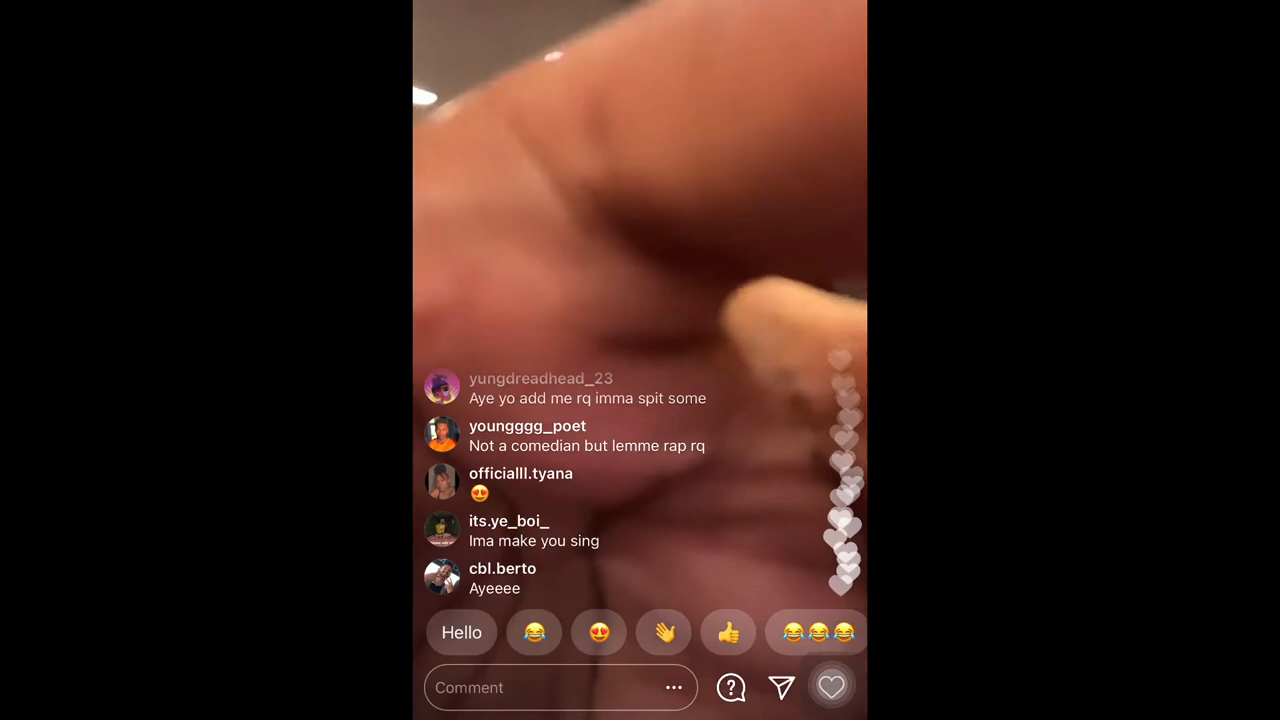 yungdreadhead_23
Aye yo add me rq imma spit some
youngggg_poet
Not a comedian but lemme rap rq
officialll.tyana
😍
its.ye_boi_
Ima make you sing
cbl.berto
Ayeeee
Hello 😂 😍 👋 👍 😂😂😂
Comment